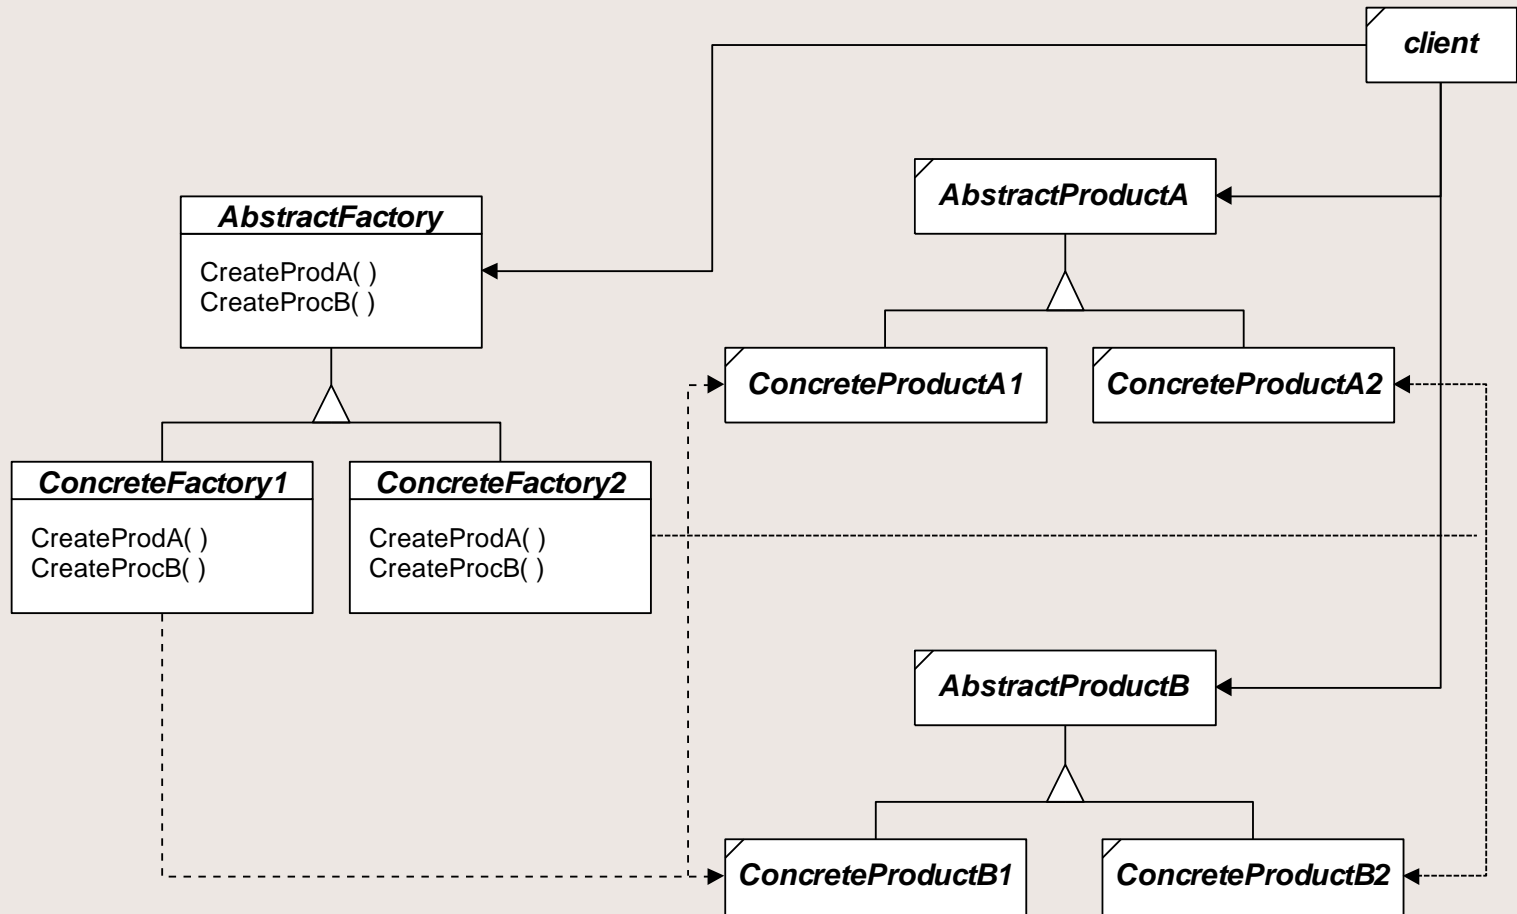 client
AbstractProductA
AbstractFactory
CreateProdA( )
CreateProcB( )
ConcreteProductA1
ConcreteProductA2
ConcreteFactory1
CreateProdA( )
CreateProcB( )
ConcreteFactory2
CreateProdA( )
CreateProcB( )
AbstractProductB
ConcreteProductB1
ConcreteProductB2